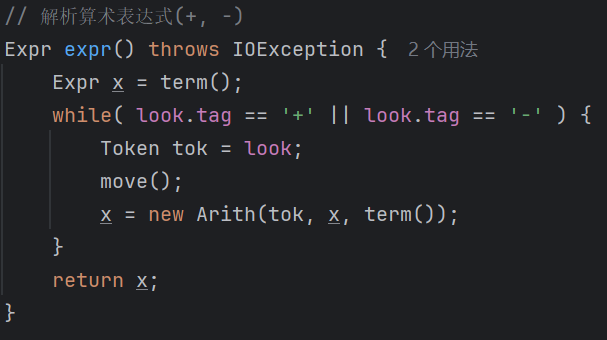 // 解析算术表达式(+, -)
Expr expr() throws IOException {  2个用法
    Expr x = term();
    while( look.tag == '+' || look.tag == '-' ) {
        Token tok = look;
        move();
        x = new Arith(tok, x, term());
    }
    return x;
}